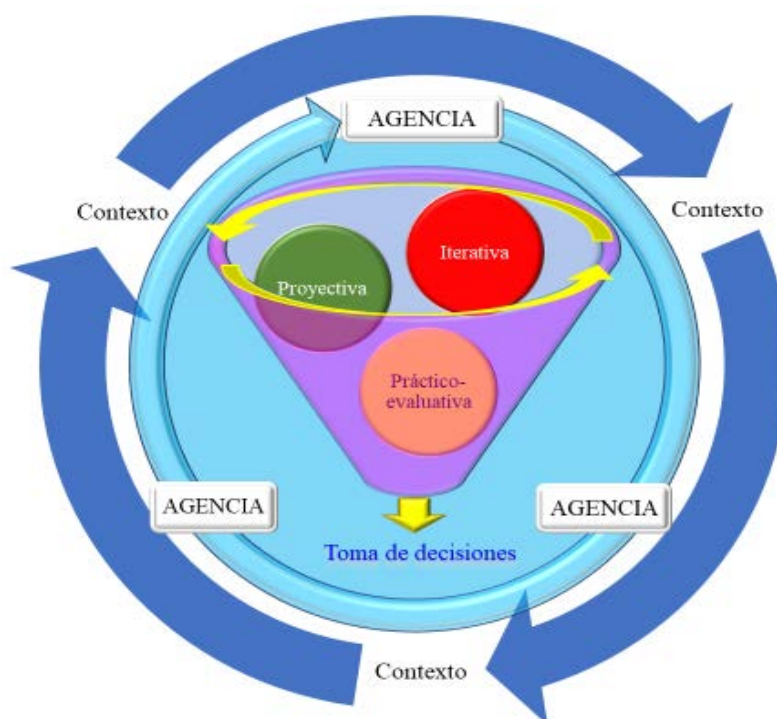 AGENCIA
Contexto
Contexto
Iterativa
Proyectiva
Práctico-
evaluativa
AGENCIA
AGENCIA
Toma de decisiones
Contexto